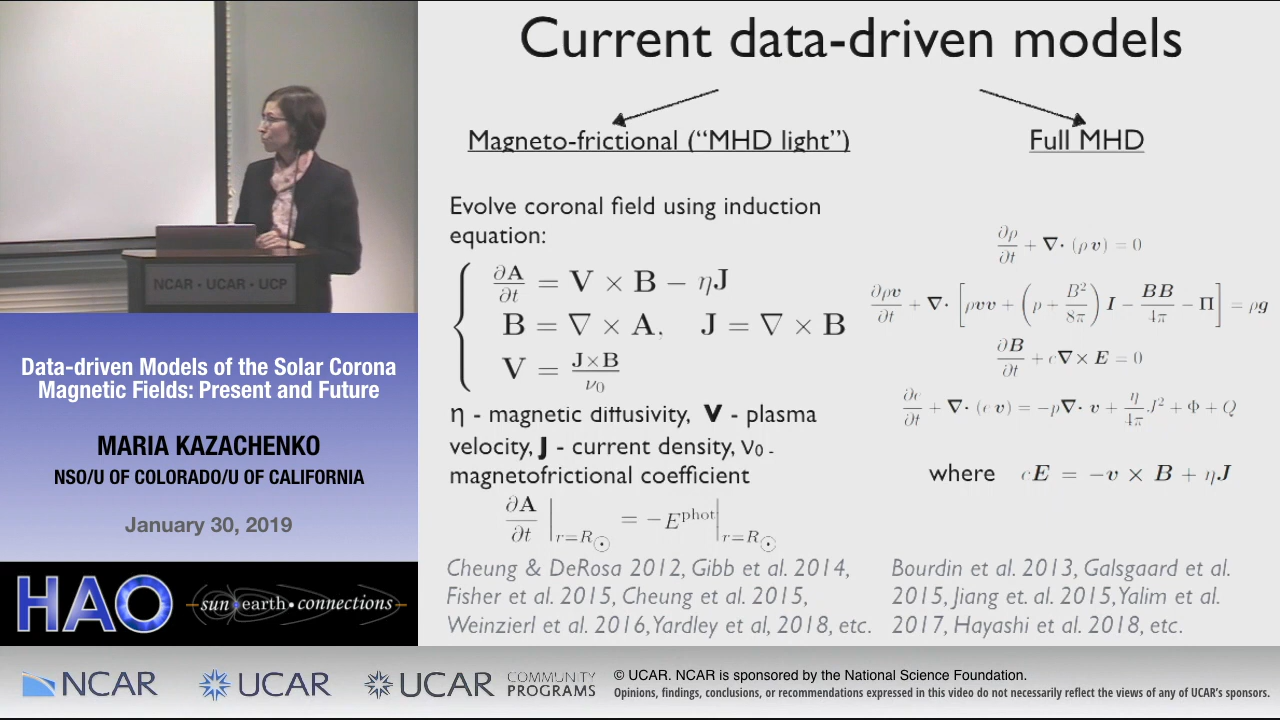 Current data-driven models
Magneto-frictional ("MHD light")
Full MHD
Evolve coronal field using induction
equation:
∂A/∂t = V × B − ηJ
B = ∇ × A, J = ∇ × B
V = J×B/ν₀
η - magnetic diffusivity, V - plasma
velocity, J - current density, ν₀ -
magnetofrictional coefficient
∂A/∂t |r=R☉ = −E^phot |r=R☉
Cheung & DeRosa 2012, Gibb et al. 2014,
Fisher et al. 2015, Cheung et al. 2015,
Weinzierl et al. 2016, Yardley et al, 2018, etc.
∂ρ/∂t + ∇· (ρ v) = 0
∂ρv/∂t + ∇· [ρvv + (p + B²/8π) I − BB/4π − Π] = ρg
∂B/∂t + c∇× E = 0
∂e/∂t + ∇· (e v) = −p∇· v + η/4π J² + Φ + Q
where cE = −v × B + ηJ
Bourdin et al. 2013, Galsgaard et al.
2015, Jiang et. al. 2015, Yalim et al.
2017, Hayashi et al. 2018, etc.
NCAR • UCAR • UCP
Data-driven Models of the Solar Corona
Magnetic Fields: Present and Future
MARIA KAZACHENKO
NSO/U OF COLORADO/U OF CALIFORNIA
January 30, 2019
HAO
sun•earth•connections
NCAR
UCAR
UCAR
COMMUNITY
PROGRAMS
© UCAR. NCAR is sponsored by the National Science Foundation.
Opinions, findings, conclusions, or recommendations expressed in this video do not necessarily reflect the views of any of UCAR's sponsors.